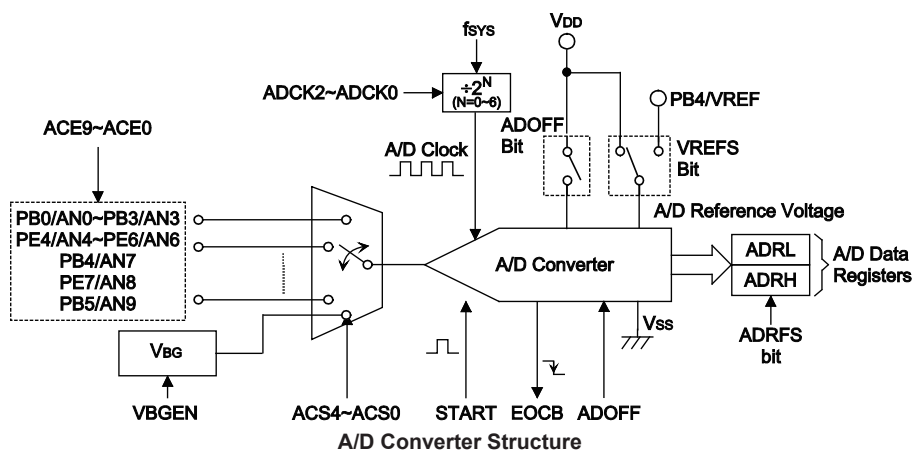 fSYS
VDD
÷2^N
(N=0~6)
ADCK2~ADCK0
PB4/VREF
ADOFF
Bit
VREFS
Bit
ACE9~ACE0
A/D Clock
A/D Reference Voltage
PB0/AN0~PB3/AN3
PE4/AN4~PE6/AN6
PB4/AN7
PE7/AN8
PB5/AN9
A/D Converter
ADRL
ADRH
A/D Data
Registers
VBG
VSS
ADRFS
bit
VBGEN
ACS4~ACS0
START
EOCB
ADOFF
A/D Converter Structure